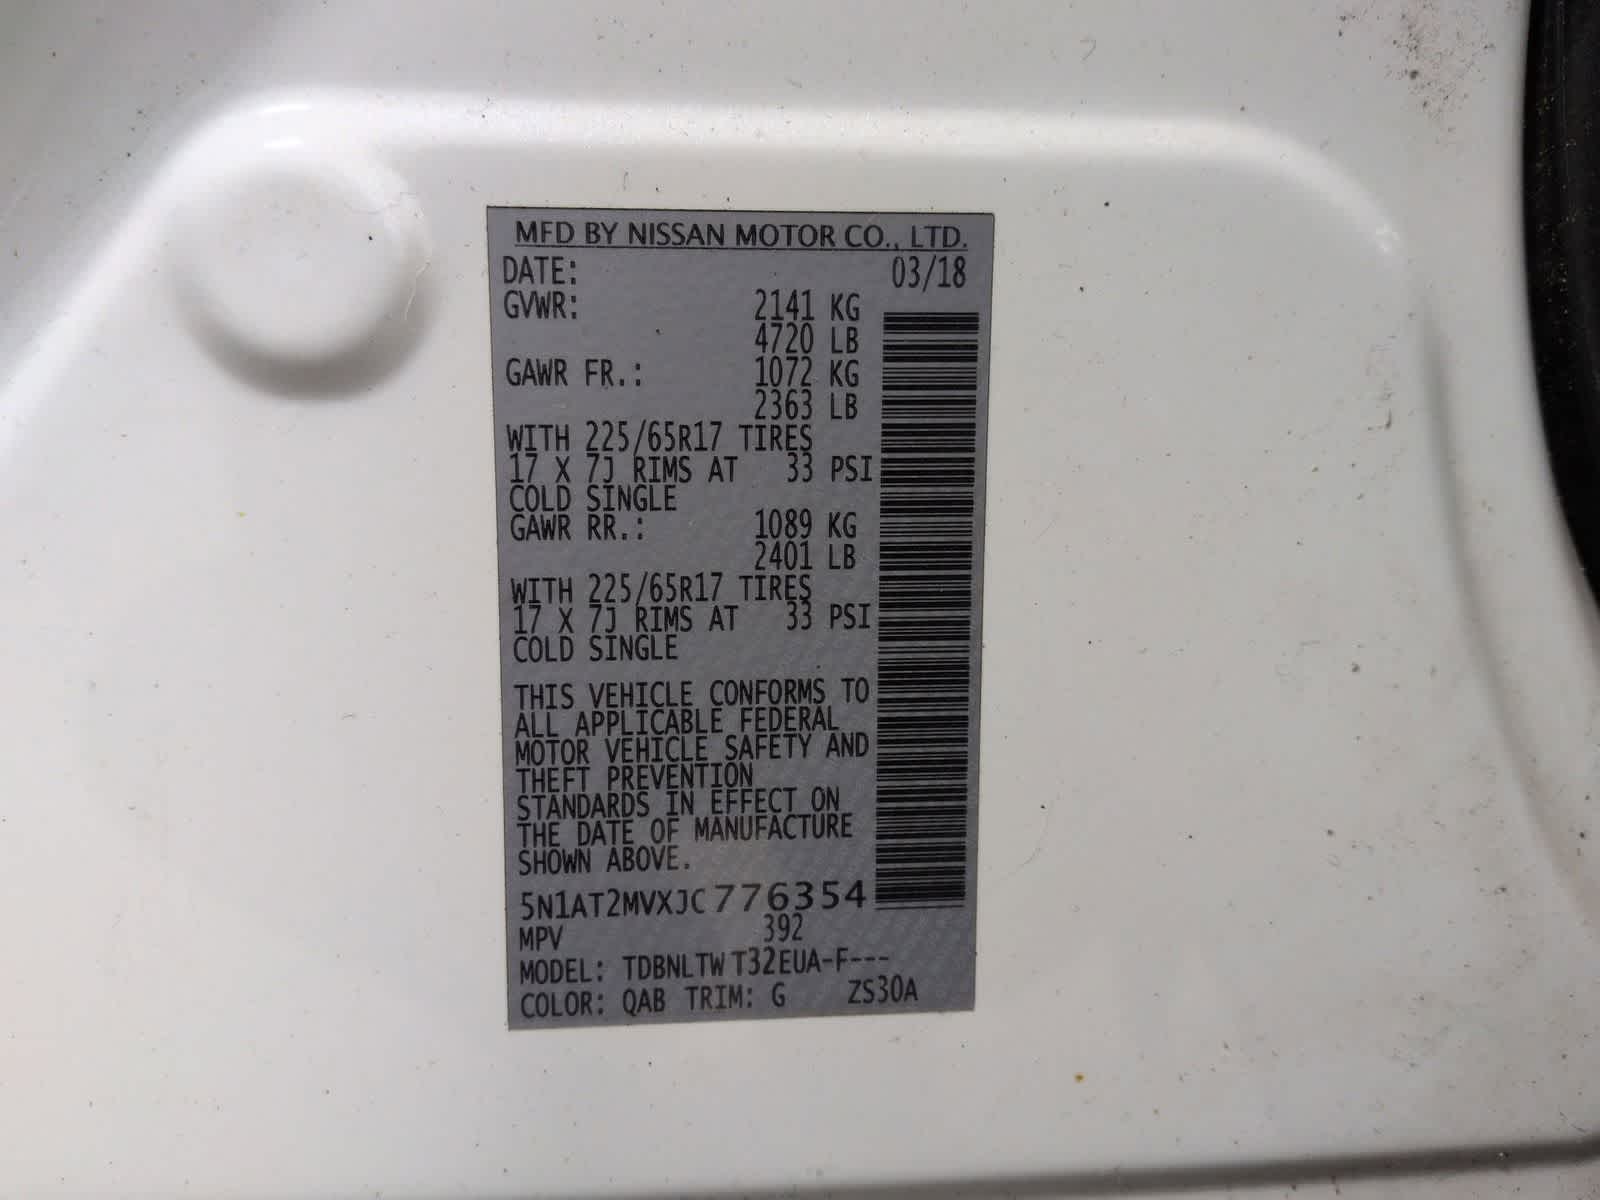 MFD BY NISSAN MOTOR CO., LTD.
DATE: 03/18
GVWR: 2141 KG
4720 LB
GAWR FR.: 1072 KG
2363 LB
WITH 225/65R17 TIRES
17 X 7J RIMS AT 33 PSI
COLD SINGLE
GAWR RR.: 1089 KG
2401 LB
WITH 225/65R17 TIRES
17 X 7J RIMS AT 33 PSI
COLD SINGLE
THIS VEHICLE CONFORMS TO
ALL APPLICABLE FEDERAL
MOTOR VEHICLE SAFETY AND
THEFT PREVENTION
STANDARDS IN EFFECT ON
THE DATE OF MANUFACTURE
SHOWN ABOVE.
5N1AT2MVXJC776354
MPV 392
MODEL: TDBNLTW T32EUA-F---
COLOR: QAB TRIM: G ZS30A